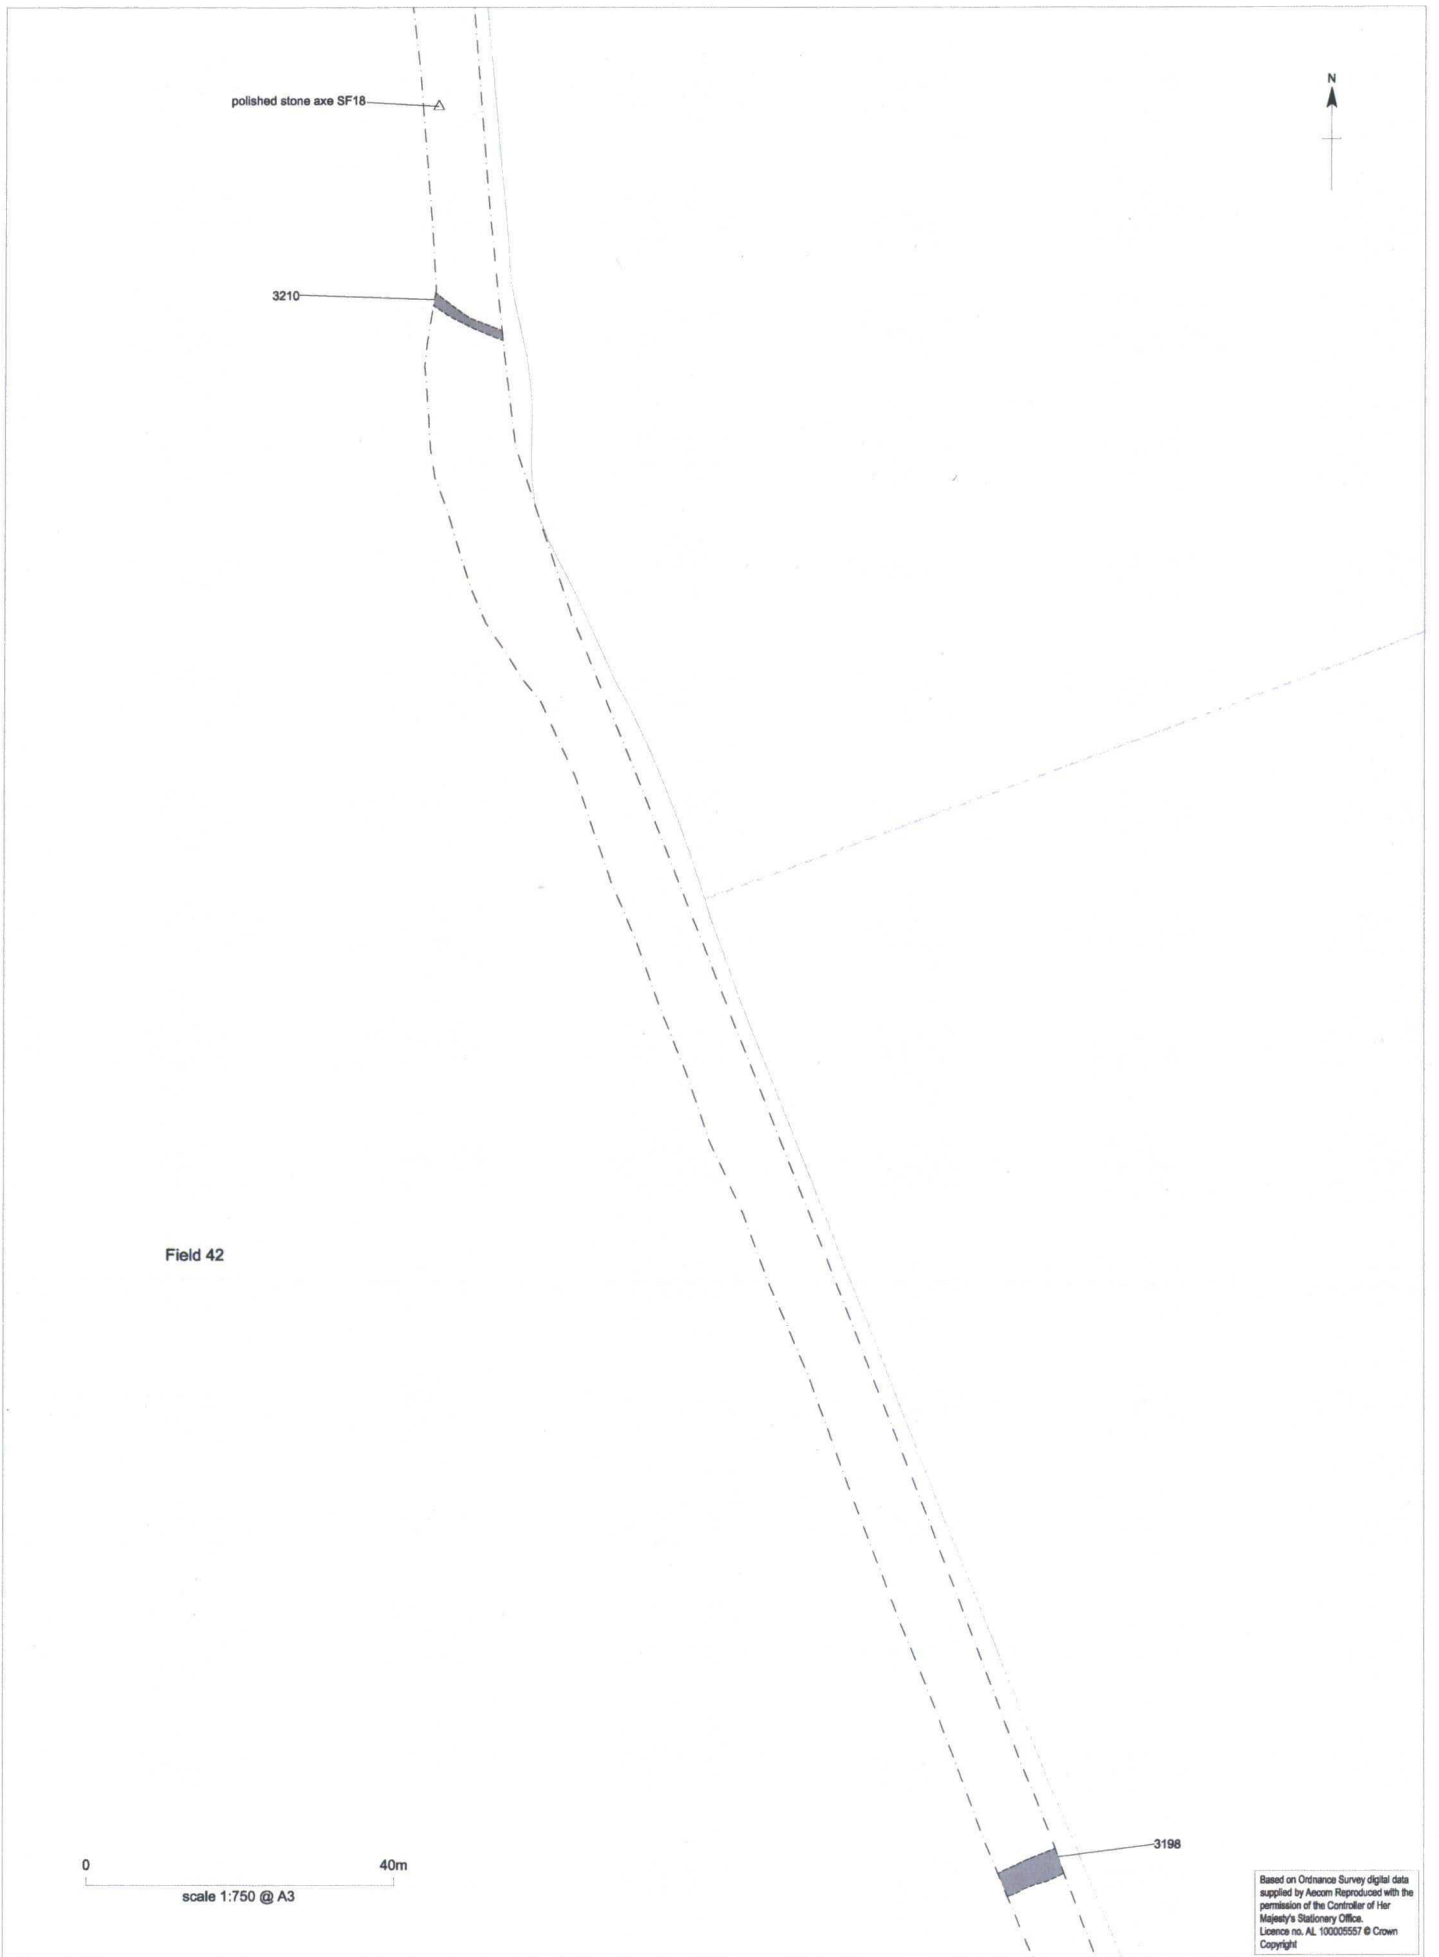 N
polished stone axe SF18
3210
Field 42
3198
0 40m
scale 1:750 @ A3
Based on Ordnance Survey digital data
supplied by Aecom Reproduced with the
permission of the Controller of Her
Majesty's Stationery Office.
Licence no. AL 100005557 © Crown
Copyright